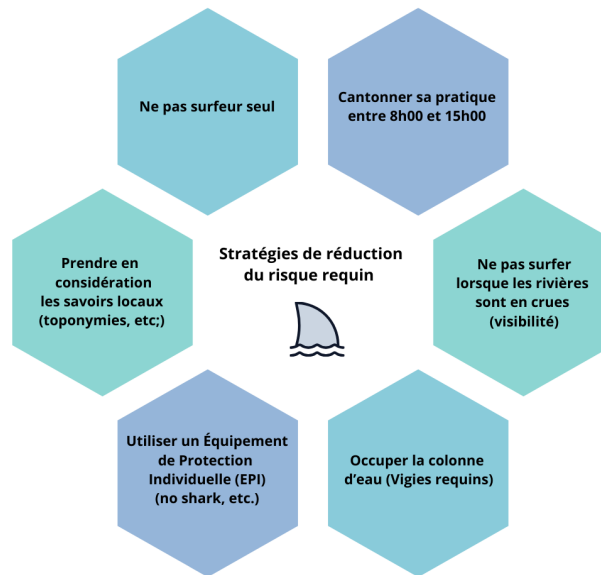 Ne pas surfeur seul
Cantonner sa pratique
entre 8h00 et 15h00
Prendre en
considération
les savoirs locaux
(toponymies, etc;)
Stratégies de réduction
du risque requin
Ne pas surfer
lorsque les rivières
sont en crues
(visibilité)
Utiliser un Équipement
de Protection
Individuelle (EPI)
(no shark, etc.)
Occuper la colonne
d’eau (Vigies requins)